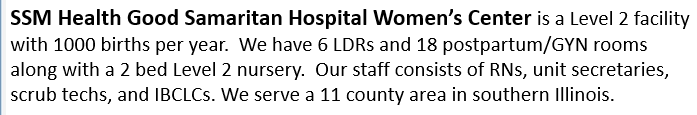 SSM Health Good Samaritan Hospital Women’s Center is a Level 2 facility
with 1000 births per year.  We have 6 LDRs and 18 postpartum/GYN rooms
along with a 2 bed Level 2 nursery.  Our staff consists of RNs, unit secretaries,
scrub techs, and IBCLCs. We serve a 11 county area in southern Illinois.